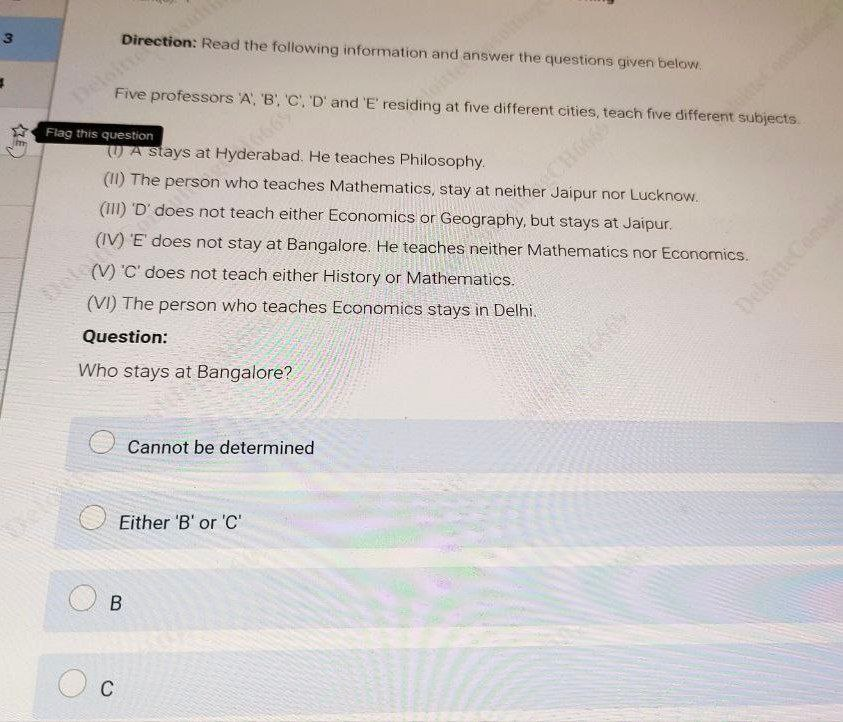 3
Direction: Read the following information and answer the questions given below.
Five professors 'A', 'B', 'C', 'D' and 'E' residing at five different cities, teach five different subjects.
Flag this question
(I) A stays at Hyderabad. He teaches Philosophy.
(II) The person who teaches Mathematics, stay at neither Jaipur nor Lucknow.
(III) 'D' does not teach either Economics or Geography, but stays at Jaipur.
(IV) 'E' does not stay at Bangalore. He teaches neither Mathematics nor Economics.
(V) 'C' does not teach either History or Mathematics.
(VI) The person who teaches Economics stays in Delhi.
Question:
Who stays at Bangalore?
Cannot be determined
Either 'B' or 'C'
B
C